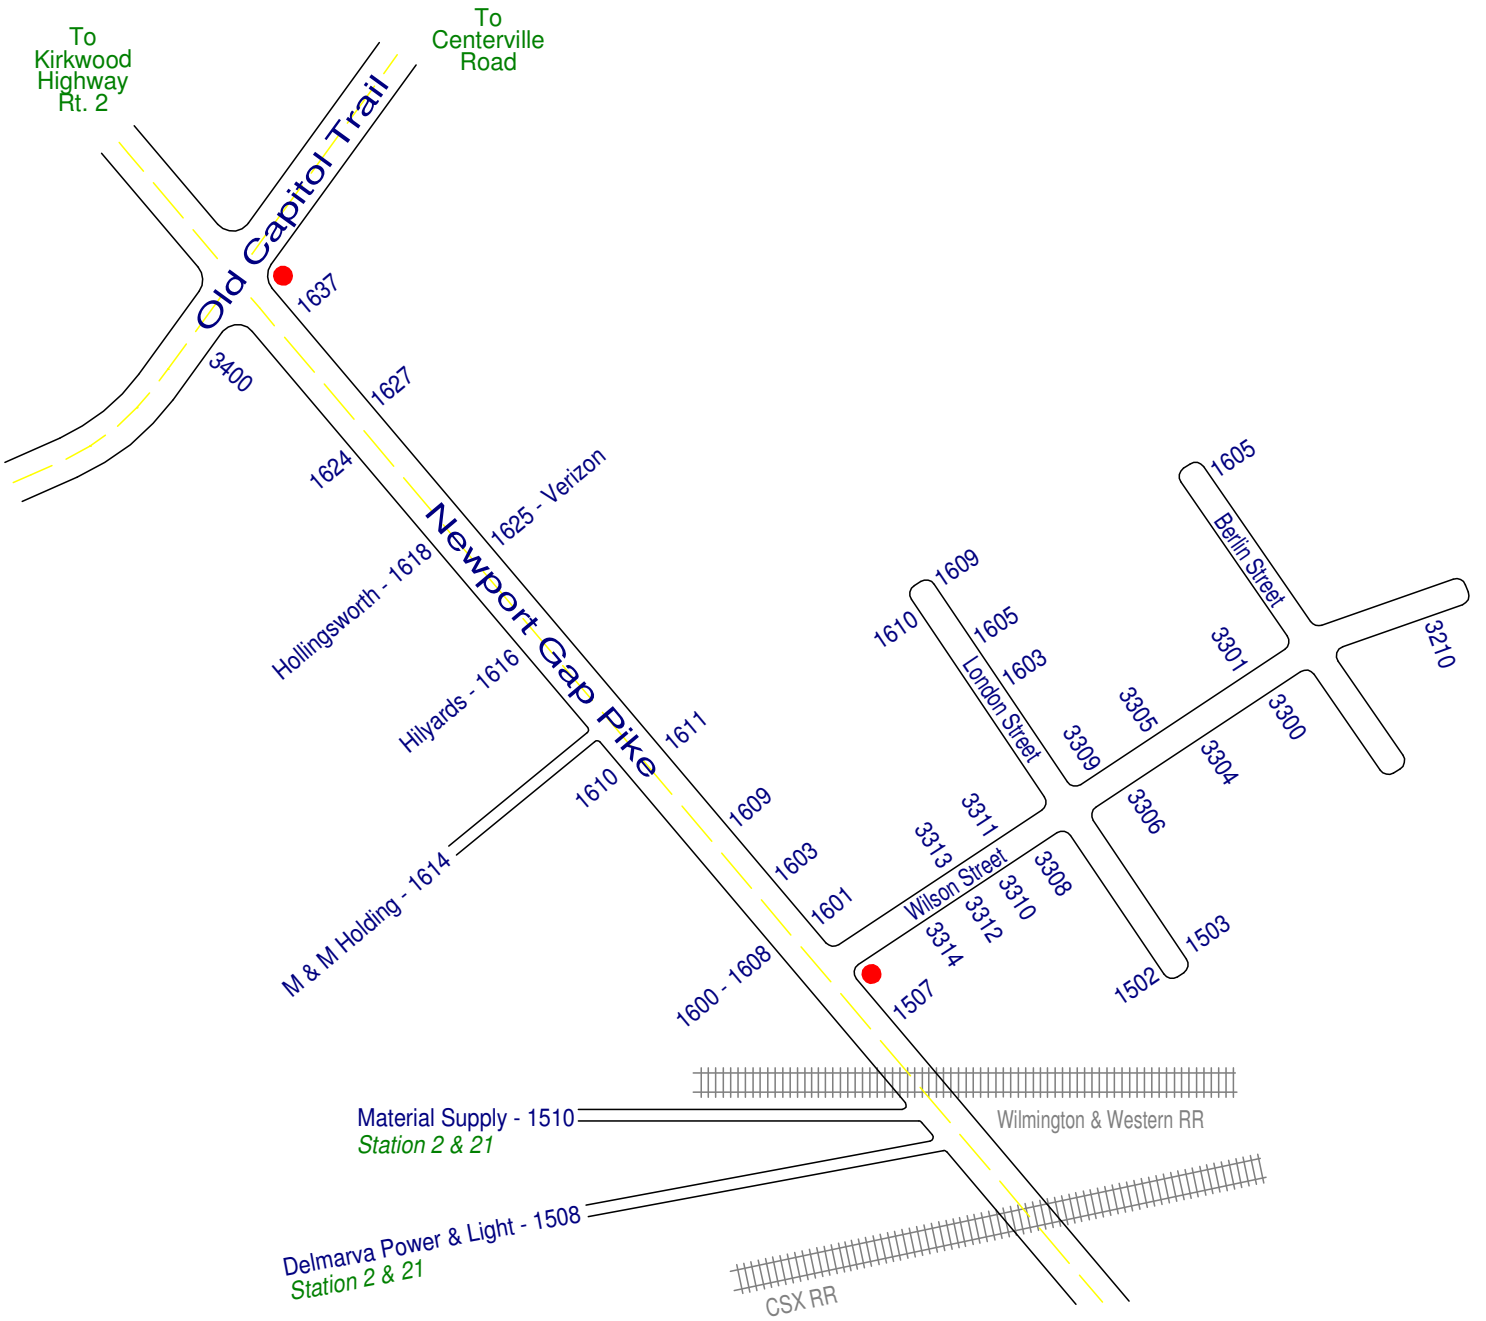 To
Kirkwood
Highway
Rt. 2
To
Centerville
Road
Old Capitol Trail
1637
3400
1627
1624
1625 - Verizon
Newport Gap Pike
Hollingsworth - 1618
Hilyards - 1616
1611
1610
M & M Holding - 1614
1609
1603
1601
1600 - 1608
1507
1605
Berlin Street
1609
1610
1605
1603
London Street
3301
3210
3305
3300
3309
3304
3311
3306
3313
Wilson Street
3308
3310
3312
3314
1503
1502
Material Supply - 1510
Station 2 & 21
Wilmington & Western RR
Delmarva Power & Light - 1508
Station 2 & 21
CSX RR